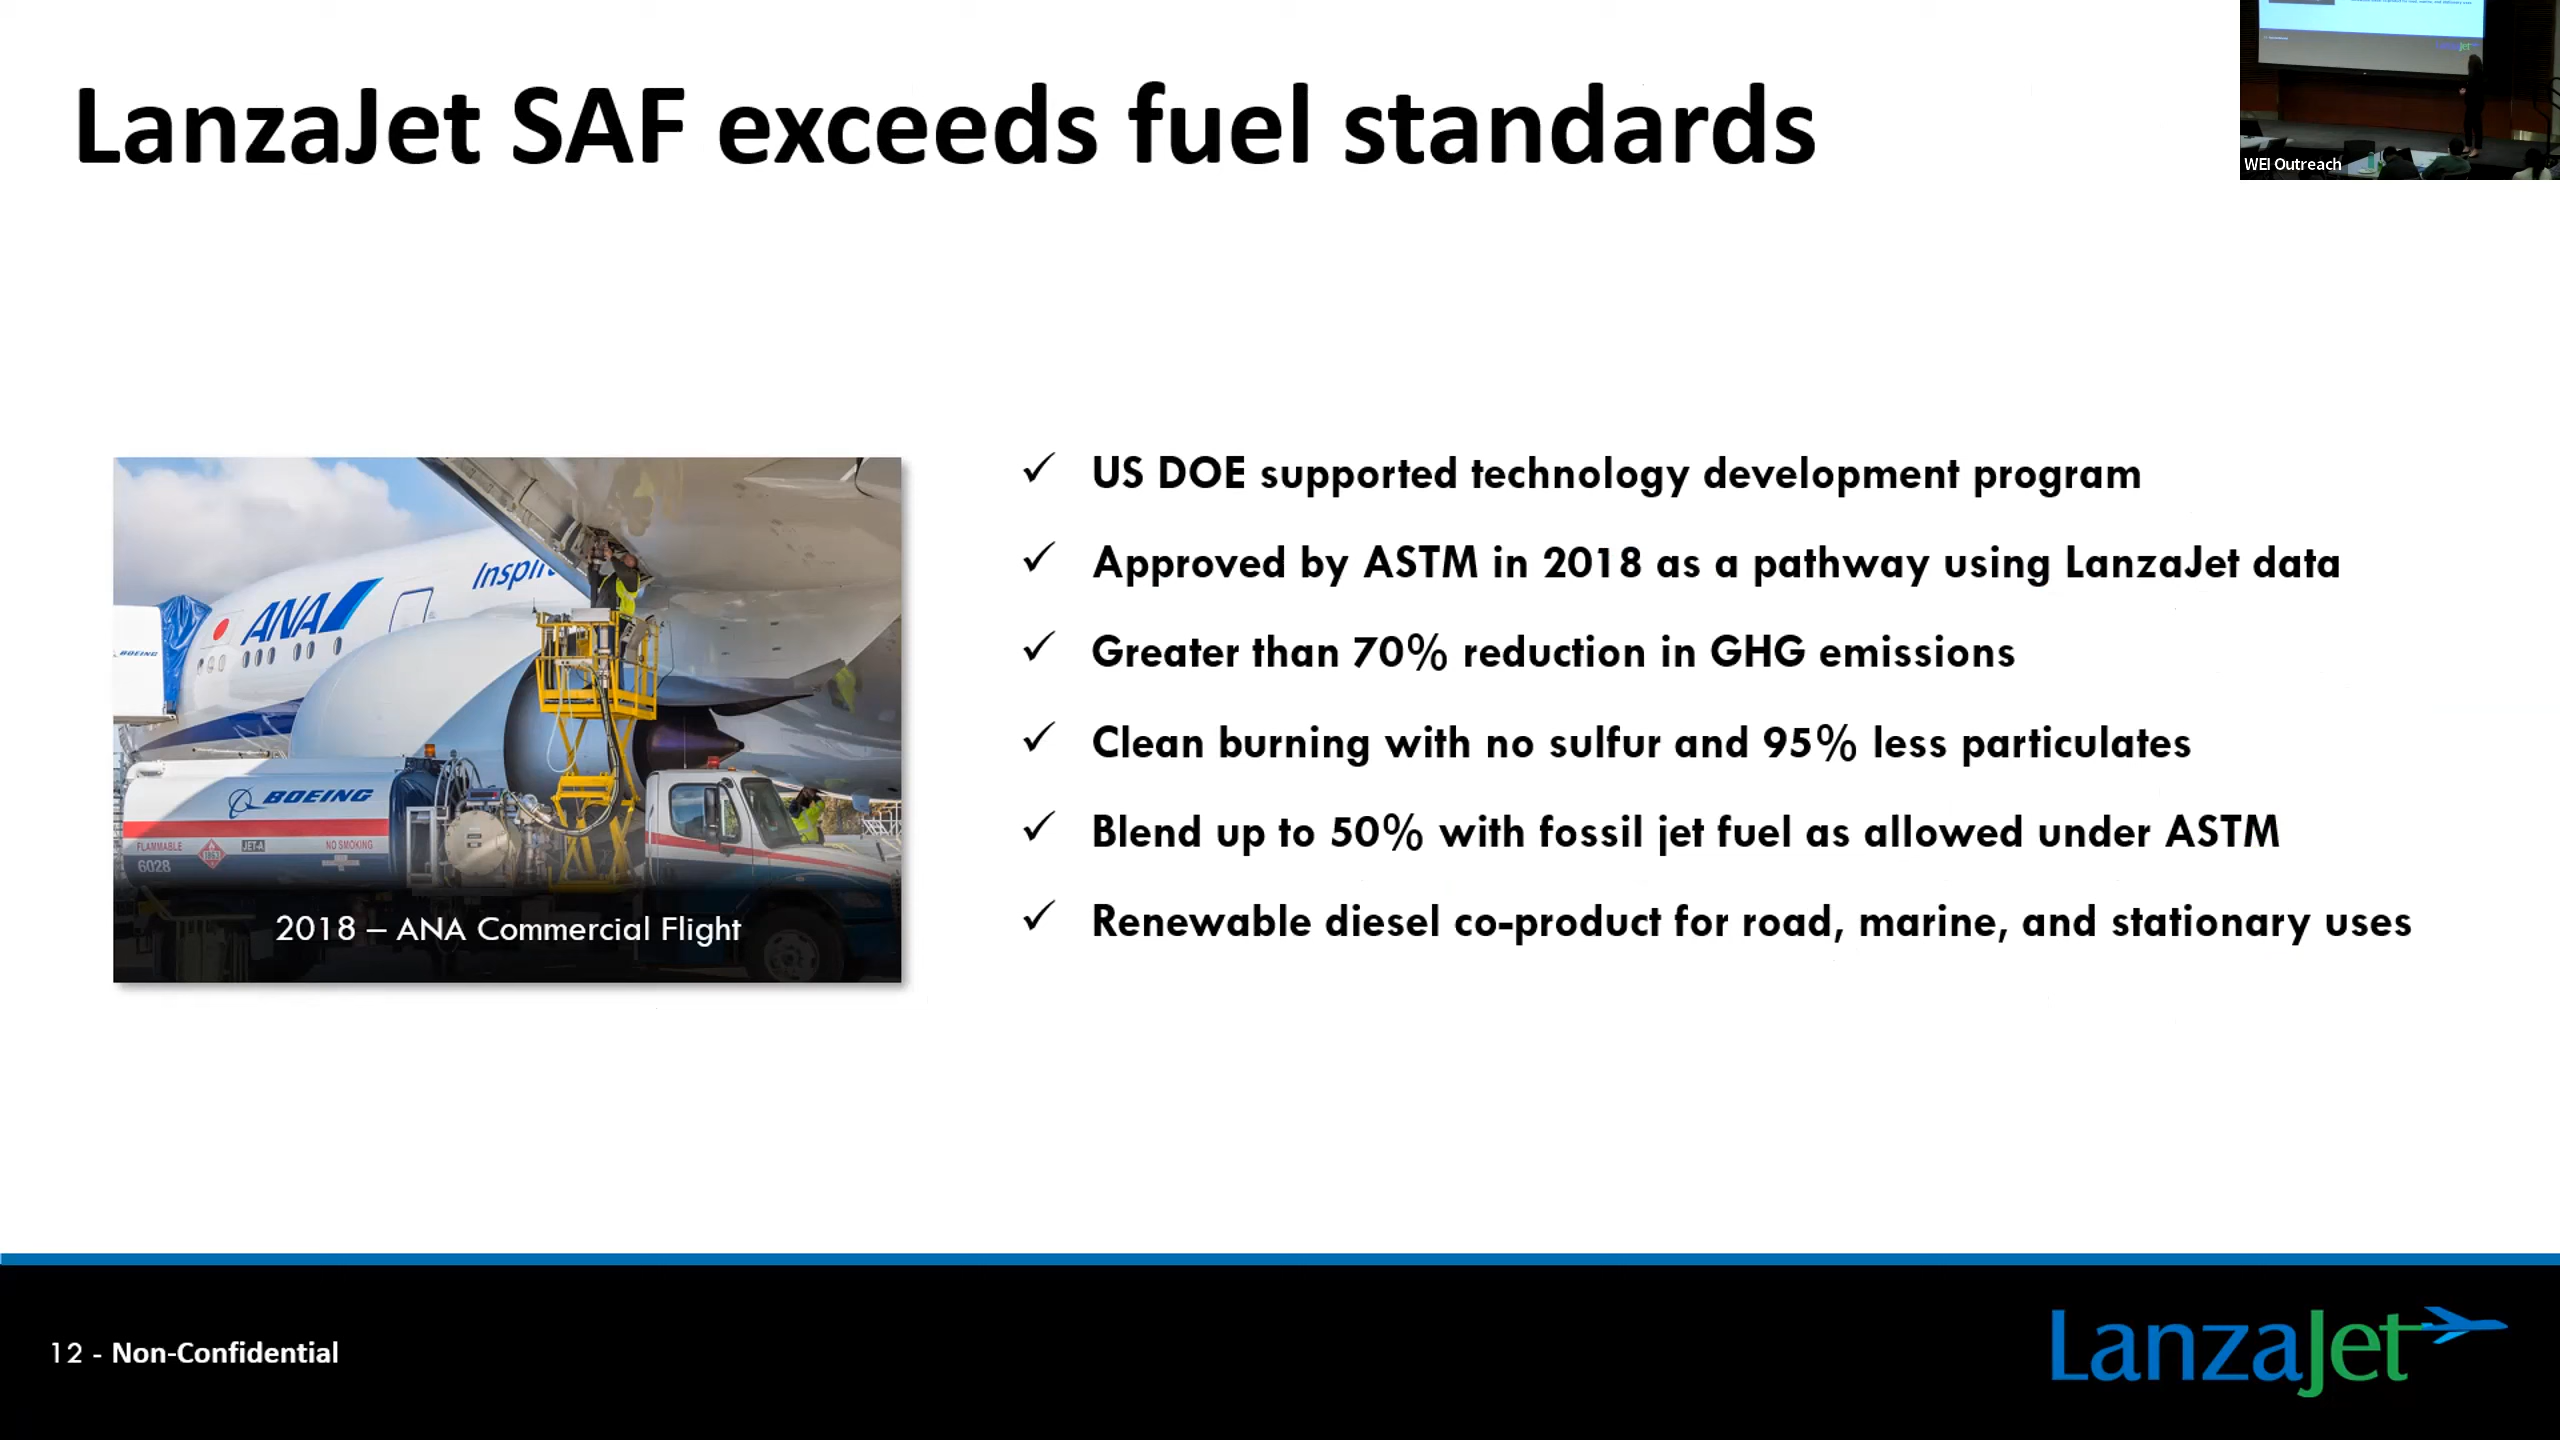 LanzaJet SAF exceeds fuel standards
WEI Outreach
ANA
BOEING
BOEING
FLAMMABLE
1863
JET-A
NO SMOKING
6028
2018 – ANA Commercial Flight
✓ US DOE supported technology development program
✓ Approved by ASTM in 2018 as a pathway using LanzaJet data
✓ Greater than 70% reduction in GHG emissions
✓ Clean burning with no sulfur and 95% less particulates
✓ Blend up to 50% with fossil jet fuel as allowed under ASTM
✓ Renewable diesel co-product for road, marine, and stationary uses
12 - Non-Confidential
LanzaJet